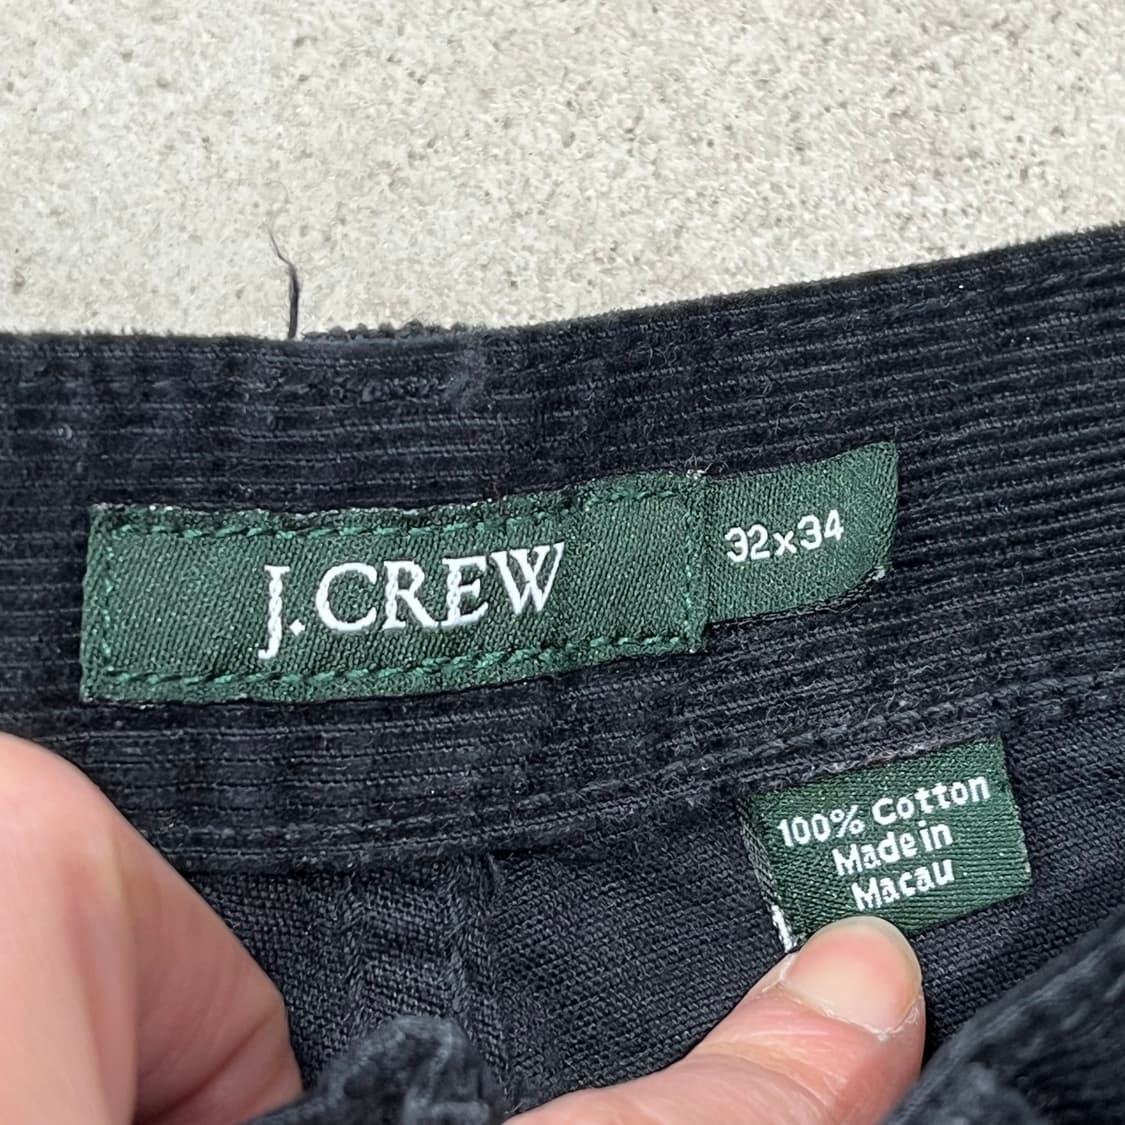 J.CREW
32x34
100% Cotton
Made in
Macau